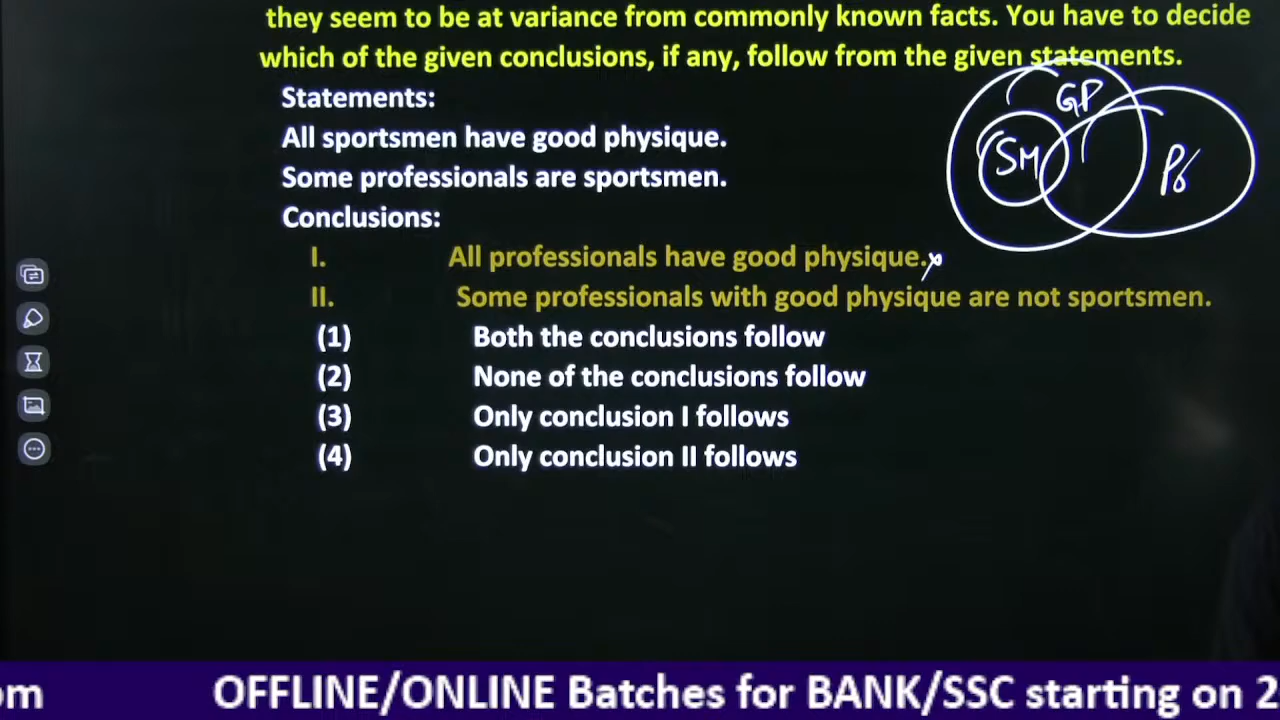 they seem to be at variance from commonly known facts. You have to decide
which of the given conclusions, if any, follow from the given statements.
Statements:
All sportsmen have good physique.
Some professionals are sportsmen.
Conclusions:
I. All professionals have good physique.
II. Some professionals with good physique are not sportsmen.
(1) Both the conclusions follow
(2) None of the conclusions follow
(3) Only conclusion I follows
(4) Only conclusion II follows
GP
SM
om OFFLINE/ONLINE Batches for BANK/SSC starting on 2